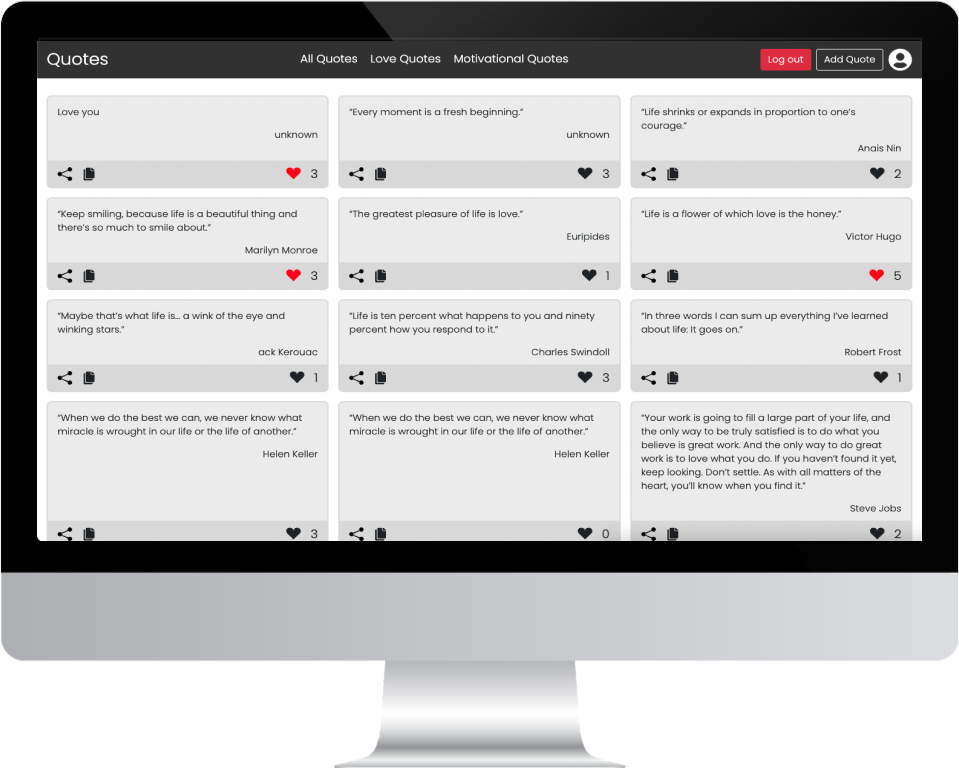 Quotes
All Quotes Love Quotes Motivational Quotes
Log out Add Quote
Love you
unknown
3
“Every moment is a fresh beginning.”
unknown
3
“Life shrinks or expands in proportion to one’s
courage.”
Anais Nin
2
“Keep smiling, because life is a beautiful thing and
there’s so much to smile about.”
Marilyn Monroe
3
“The greatest pleasure of life is love.”
Euripides
1
“Life is a flower of which love is the honey.”
Victor Hugo
5
“Maybe that’s what life is… a wink of the eye and
winking stars.”
ack Kerouac
1
“Life is ten percent what happens to you and ninety
percent how you respond to it.”
Charles Swindoll
3
“In three words I can sum up everything I’ve learned
about life: It goes on.”
Robert Frost
1
“When we do the best we can, we never know what
miracle is wrought in our life or the life of another.”
Helen Keller
3
“When we do the best we can, we never know what
miracle is wrought in our life or the life of another.”
Helen Keller
0
“Your work is going to fill a large part of your life, and
the only way to be truly satisfied is to do what you
believe is great work. And the only way to do great
work is to love what you do. If you haven’t found it yet,
keep looking. Don’t settle. As with all matters of the
heart, you’ll know when you find it.”
Steve Jobs
2